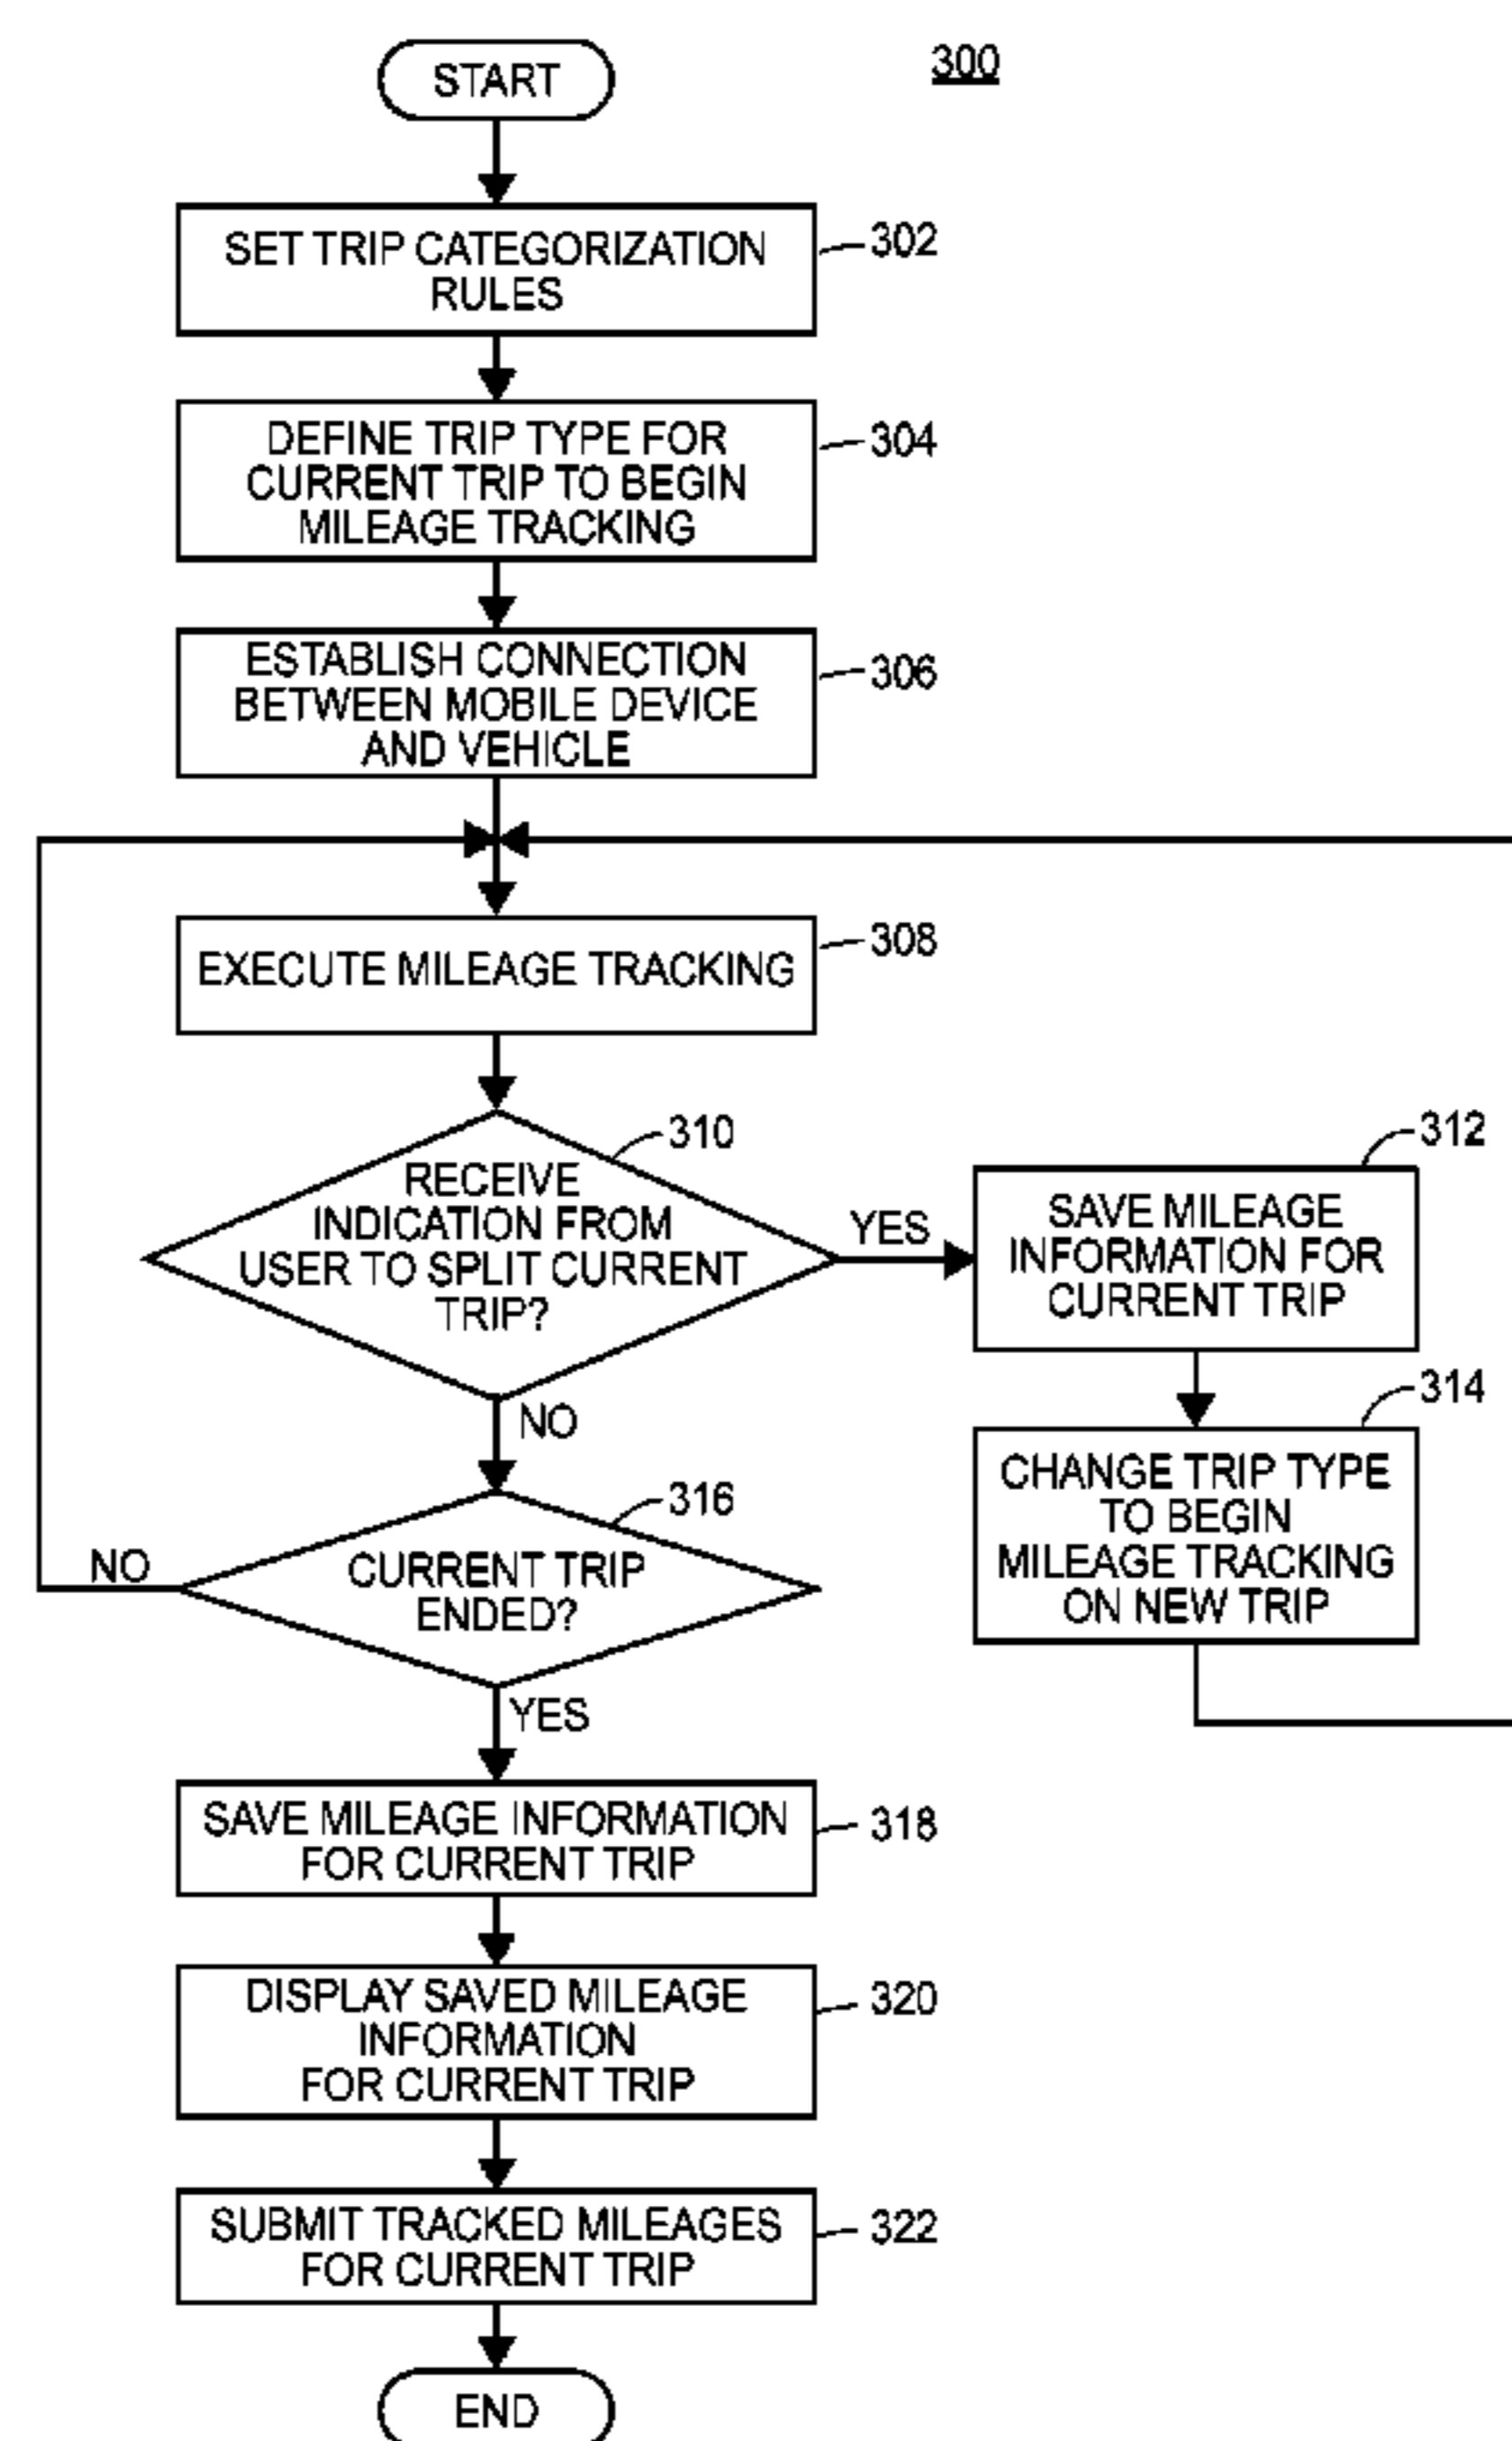 START
300
SET TRIP CATEGORIZATION
RULES
302
DEFINE TRIP TYPE FOR
CURRENT TRIP TO BEGIN
MILEAGE TRACKING
304
ESTABLISH CONNECTION
BETWEEN MOBILE DEVICE
AND VEHICLE
306
EXECUTE MILEAGE TRACKING
308
RECEIVE
INDICATION FROM
USER TO SPLIT CURRENT
TRIP?
310
YES
SAVE MILEAGE
INFORMATION FOR
CURRENT TRIP
312
NO
CHANGE TRIP TYPE
TO BEGIN
MILEAGE TRACKING
ON NEW TRIP
314
CURRENT TRIP
ENDED?
316
NO
YES
SAVE MILEAGE INFORMATION
FOR CURRENT TRIP
318
DISPLAY SAVED MILEAGE
INFORMATION
FOR CURRENT TRIP
320
SUBMIT TRACKED MILEAGES
FOR CURRENT TRIP
322
END